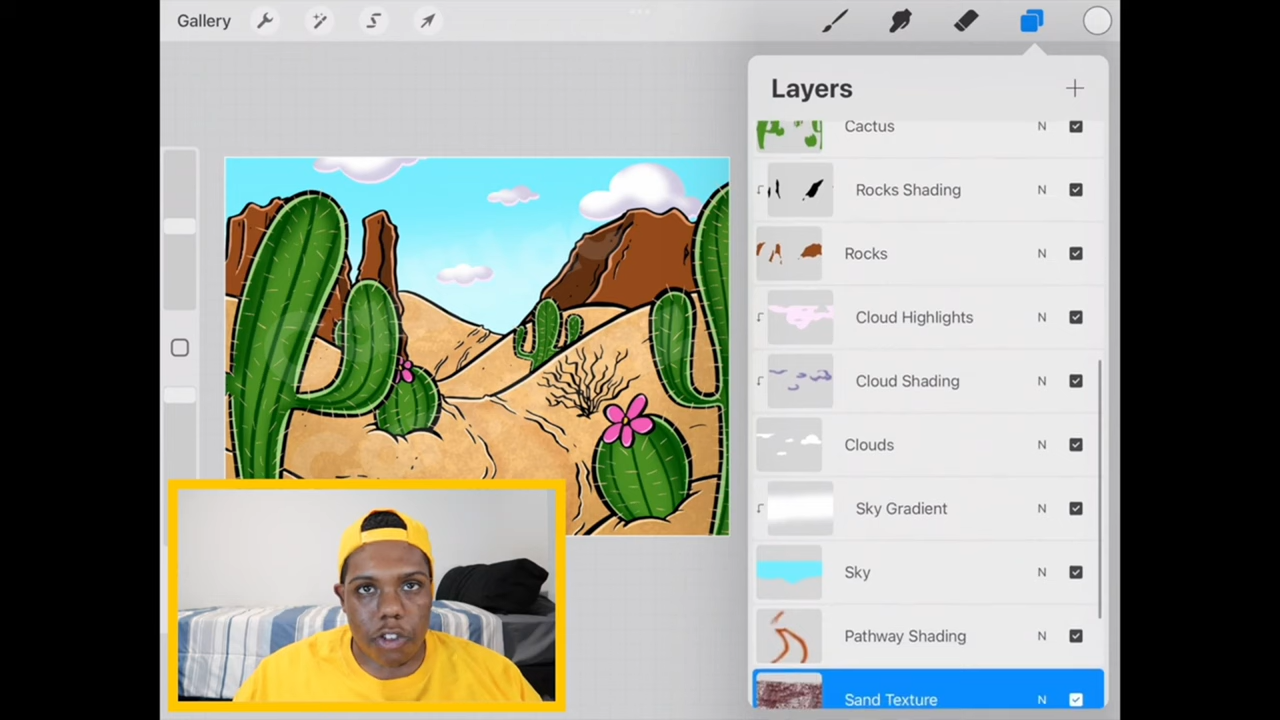 Gallery
Layers
Cactus N
Rocks Shading N
Rocks N
Cloud Highlights N
Cloud Shading N
Clouds N
Sky Gradient N
Sky N
Pathway Shading N
Sand Texture N